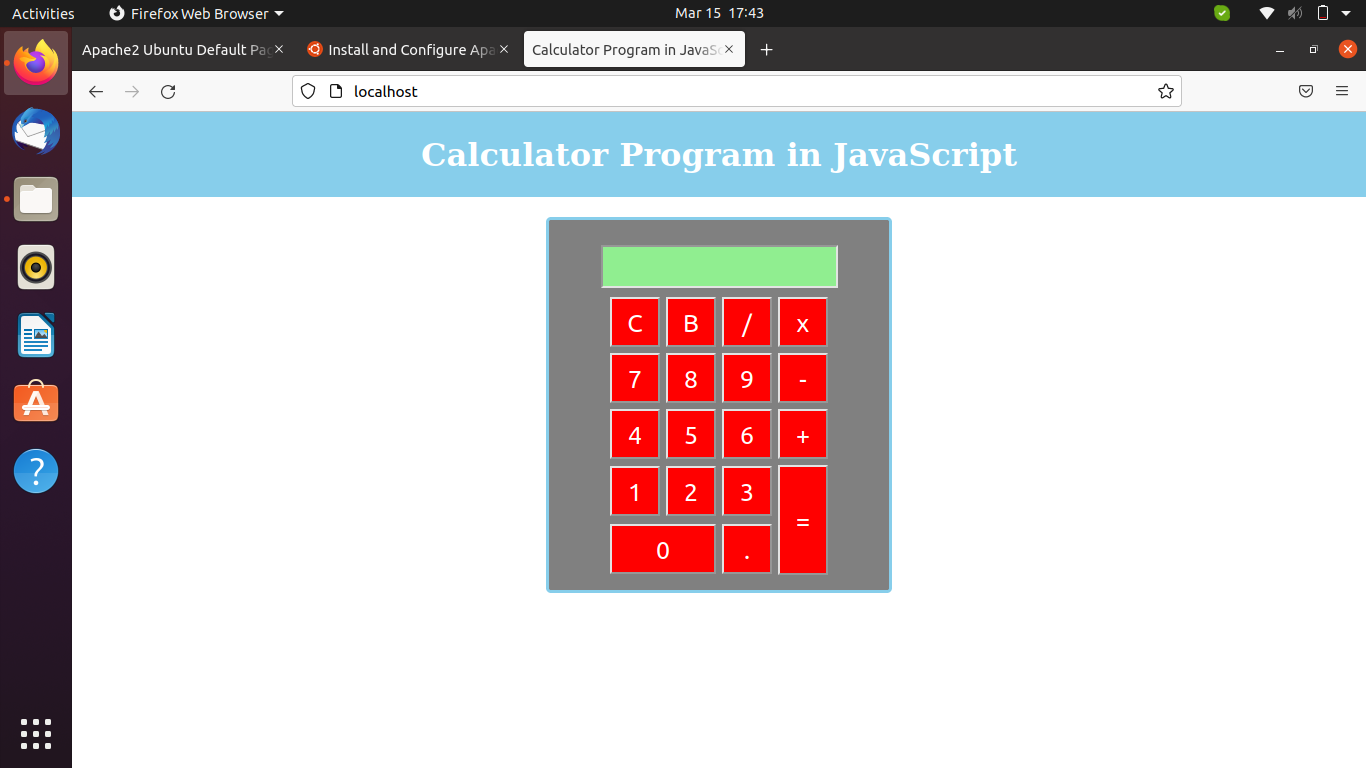 Activities
Firefox Web Browser
Mar 15 17:43
Apache2 Ubuntu Default Pag
Install and Configure Apa
Calculator Program in JavaSc
localhost
Calculator Program in JavaScript
C B / x
7 8 9 -
4 5 6 +
1 2 3
=
0 .